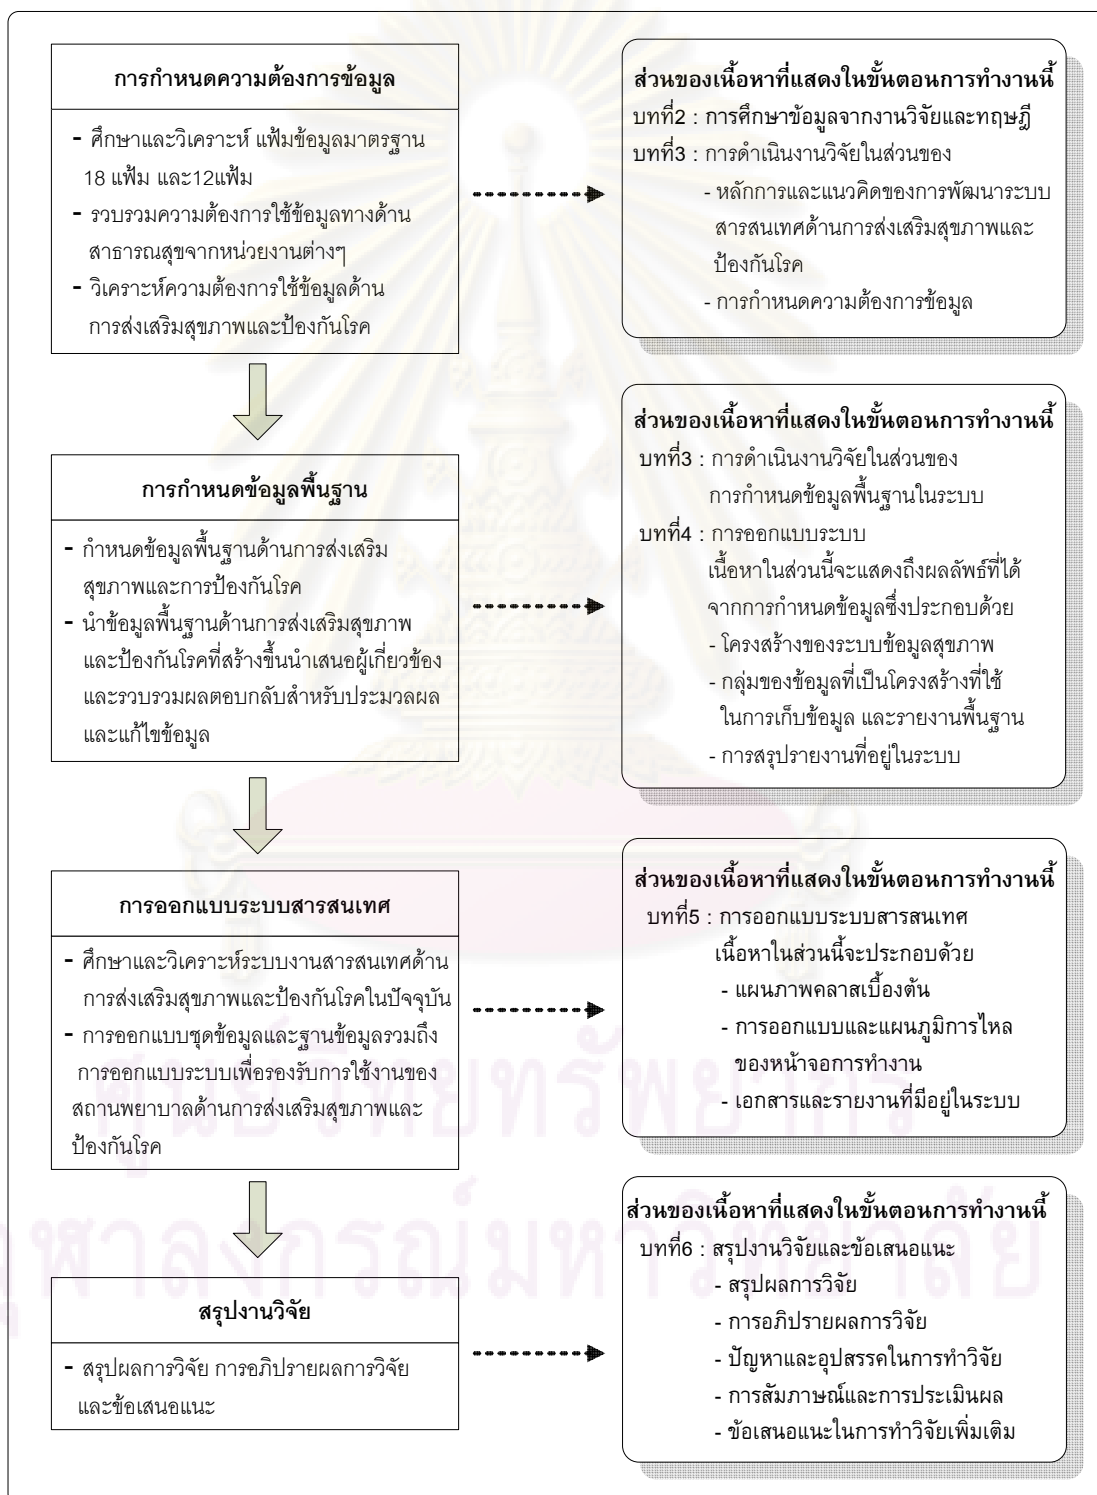 การกำหนดความต้องการข้อมูล
- ศึกษาและวิเคราะห์ แฟ้มข้อมูลมาตรฐาน
18 แฟ้ม และ12แฟ้ม
- รวบรวมความต้องการใช้ข้อมูลทางด้าน
สาธารณสุขจากหน่วยงานต่างๆ
- วิเคราะห์ความต้องการใช้ข้อมูลด้าน
การส่งเสริมสุขภาพและป้องกันโรค
ส่วนของเนื้อหาที่แสดงในขั้นตอนการทำงานนี้
บทที่2 : การศึกษาข้อมูลจากงานวิจัยและทฤษฎี
บทที่3 : การดำเนินงานวิจัยในส่วนของ
- หลักการและแนวคิดของการพัฒนาระบบ
สารสนเทศด้านการส่งเสริมสุขภาพและ
ป้องกันโรค
- การกำหนดความต้องการข้อมูล
การกำหนดข้อมูลพื้นฐาน
- กำหนดข้อมูลพื้นฐานด้านการส่งเสริม
สุขภาพและการป้องกันโรค
- นำข้อมูลพื้นฐานด้านการส่งเสริมสุขภาพ
และป้องกันโรคที่สร้างขึ้นนำเสนอผู้เกี่ยวข้อง
และรวบรวมผลตอบกลับสำหรับประมวลผล
และแก้ไขข้อมูล
ส่วนของเนื้อหาที่แสดงในขั้นตอนการทำงานนี้
บทที่3 : การดำเนินงานวิจัยในส่วนของ
การกำหนดข้อมูลพื้นฐานในระบบ
บทที่4 : การออกแบบระบบ
เนื้อหาในส่วนนี้จะแสดงถึงผลลัพธ์ที่ได้
จากการกำหนดข้อมูลซึ่งประกอบด้วย
- โครงสร้างของระบบข้อมูลสุขภาพ
- กลุ่มของข้อมูลที่เป็นโครงสร้างที่ใช้
ในการเก็บข้อมูล และรายงานพื้นฐาน
- การสรุปรายงานที่อยู่ในระบบ
การออกแบบระบบสารสนเทศ
- ศึกษาและวิเคราะห์ระบบงานสารสนเทศด้าน
การส่งเสริมสุขภาพและป้องกันโรคในปัจจุบัน
- การออกแบบชุดข้อมูลและฐานข้อมูลรวมถึง
การออกแบบระบบเพื่อรองรับการใช้งานของ
สถานพยาบาลด้านการส่งเสริมสุขภาพและ
ป้องกันโรค
ส่วนของเนื้อหาที่แสดงในขั้นตอนการทำงานนี้
บทที่5 : การออกแบบระบบสารสนเทศ
เนื้อหาในส่วนนี้จะประกอบด้วย
- แผนภาพคลาสเบื้องต้น
- การออกแบบและแผนภูมิการไหล
ของหน้าจอการทำงาน
- เอกสารและรายงานที่มีอยู่ในระบบ
ศูนย์วิทยทรัพยากร
จุฬาลงกรณ์มหาวิทยาลัย
สรุปงานวิจัย
- สรุปผลการวิจัย การอภิปรายผลการวิจัย
และข้อเสนอแนะ
ส่วนของเนื้อหาที่แสดงในขั้นตอนการทำงานนี้
บทที่6 : สรุปงานวิจัยและข้อเสนอแนะ
- สรุปผลการวิจัย
- การอภิปรายผลการวิจัย
- ปัญหาและอุปสรรคในการทำวิจัย
- การสัมภาษณ์และการประเมินผล
- ข้อเสนอแนะในการทำวิจัยเพิ่มเติม